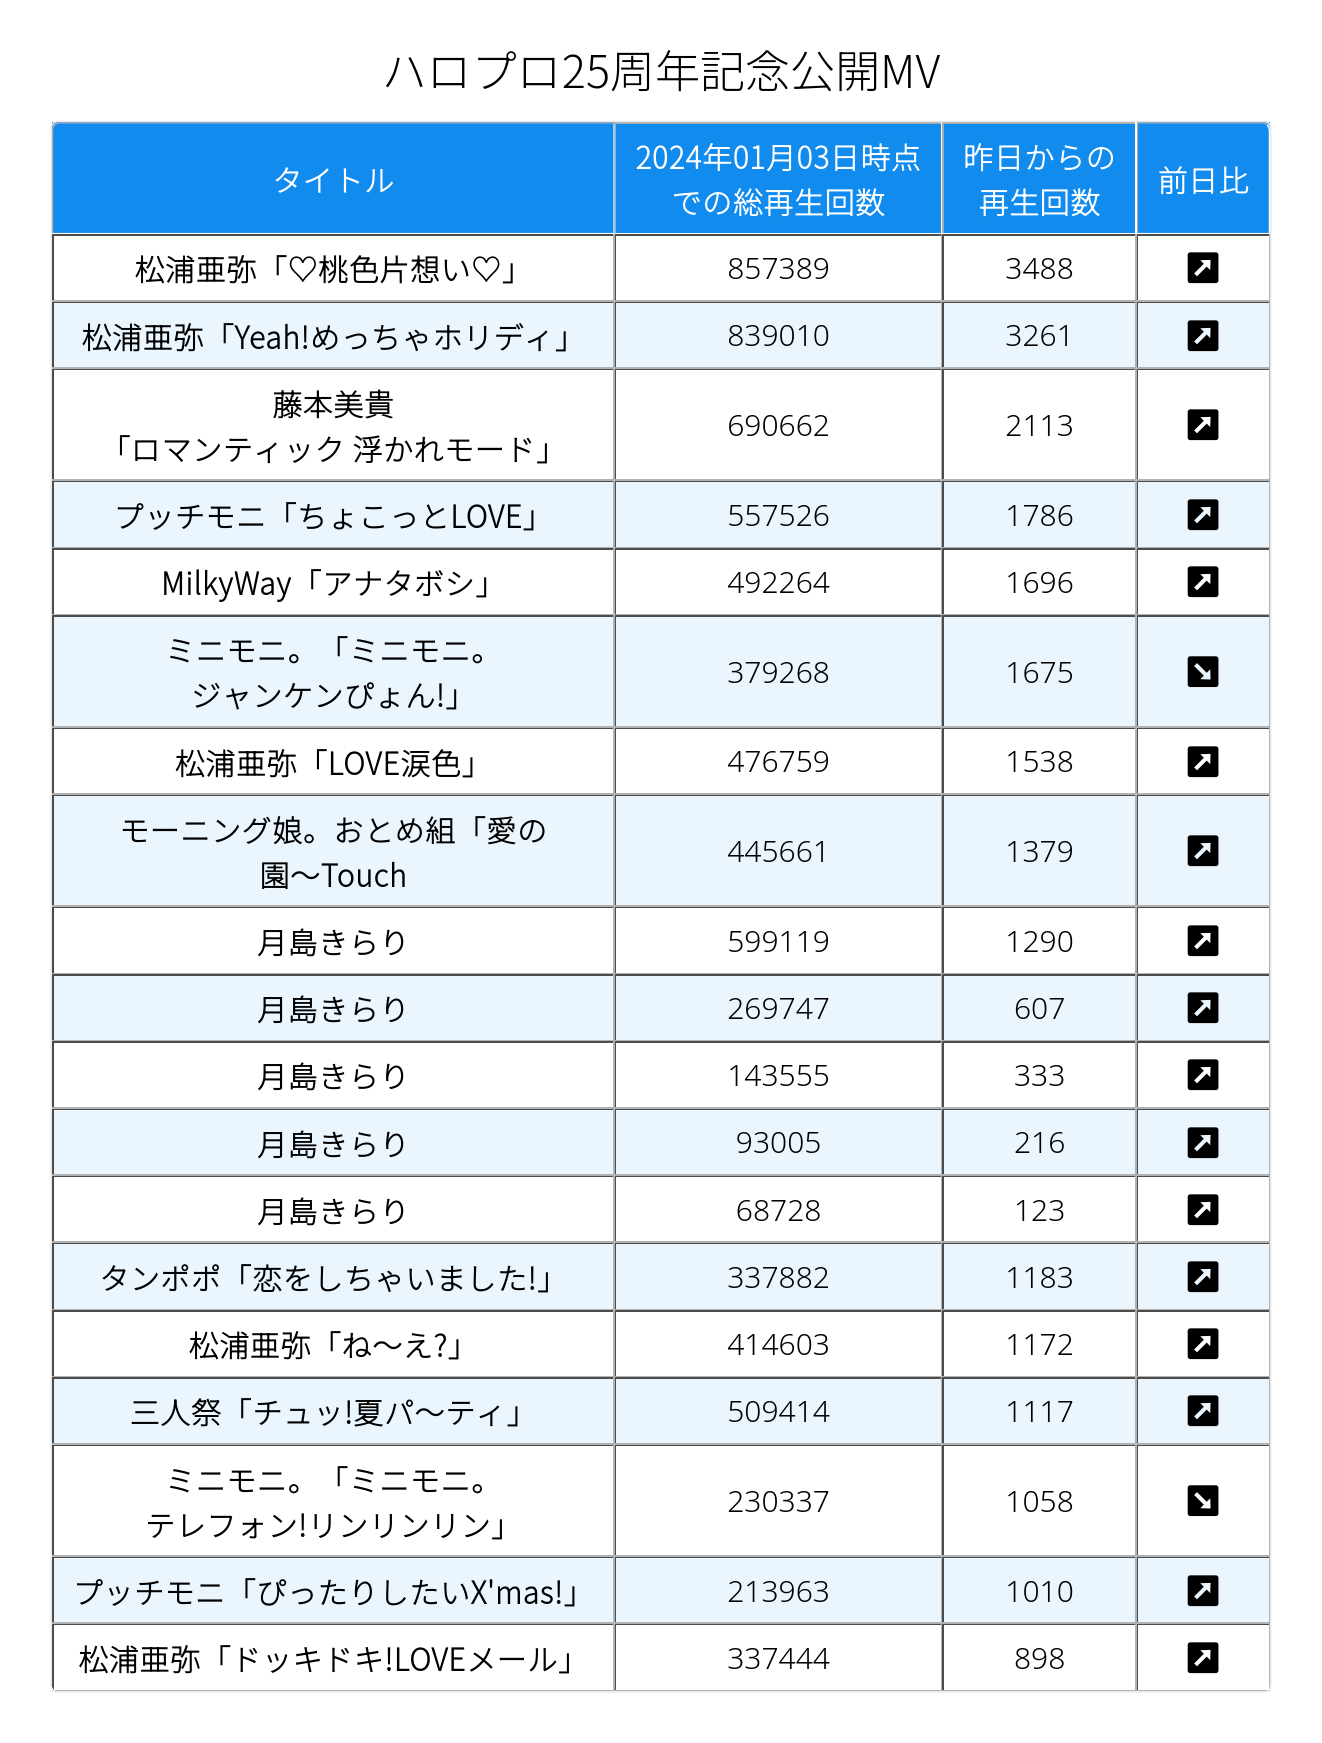 ハロプロ25周年記念公開MV
タイトル
2024年01月03日時点
での総再生回数
昨日からの
再生回数
前日比
松浦亜弥「♡桃色片想い♡」
857389
3488
松浦亜弥「Yeah!めっちゃホリディ」
839010
3261
藤本美貴
「ロマンティック 浮かれモード」
690662
2113
プッチモニ「ちょこっとLOVE」
557526
1786
MilkyWay「アナタボシ」
492264
1696
ミニモニ。「ミニモニ。
ジャンケンぴょん!」
379268
1675
松浦亜弥「LOVE涙色」
476759
1538
モーニング娘。おとめ組「愛の
園〜Touch
445661
1379
月島きらり
599119
1290
月島きらり
269747
607
月島きらり
143555
333
月島きらり
93005
216
月島きらり
68728
123
タンポポ「恋をしちゃいました!」
337882
1183
松浦亜弥「ね〜え?」
414603
1172
三人祭「チュッ!夏パ〜ティ」
509414
1117
ミニモニ。「ミニモニ。
テレフォン!リンリンリン」
230337
1058
プッチモニ「ぴったりしたいX'mas!」
213963
1010
松浦亜弥「ドッキドキ!LOVEメール」
337444
898